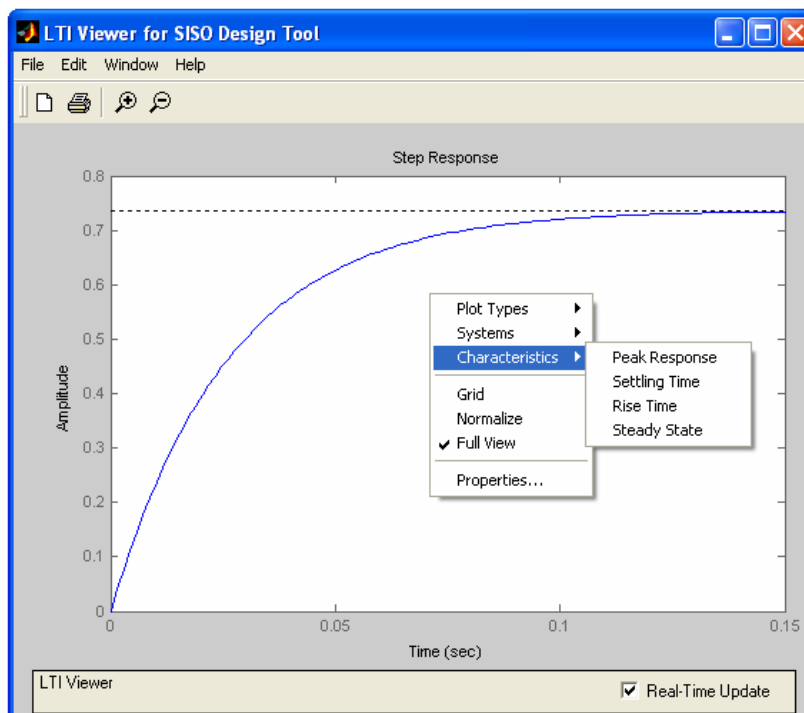 LTI Viewer for SISO Design Tool
File Edit Window Help
Step Response
0.8
0.7
0.6
0.5
0.4
0.3
0.2
0.1
0
Amplitude
Plot Types
Systems
Characteristics
Grid
Normalize
Full View
Properties...
Peak Response
Settling Time
Rise Time
Steady State
0 0.05 0.1 0.15
Time (sec)
LTI Viewer
Real-Time Update